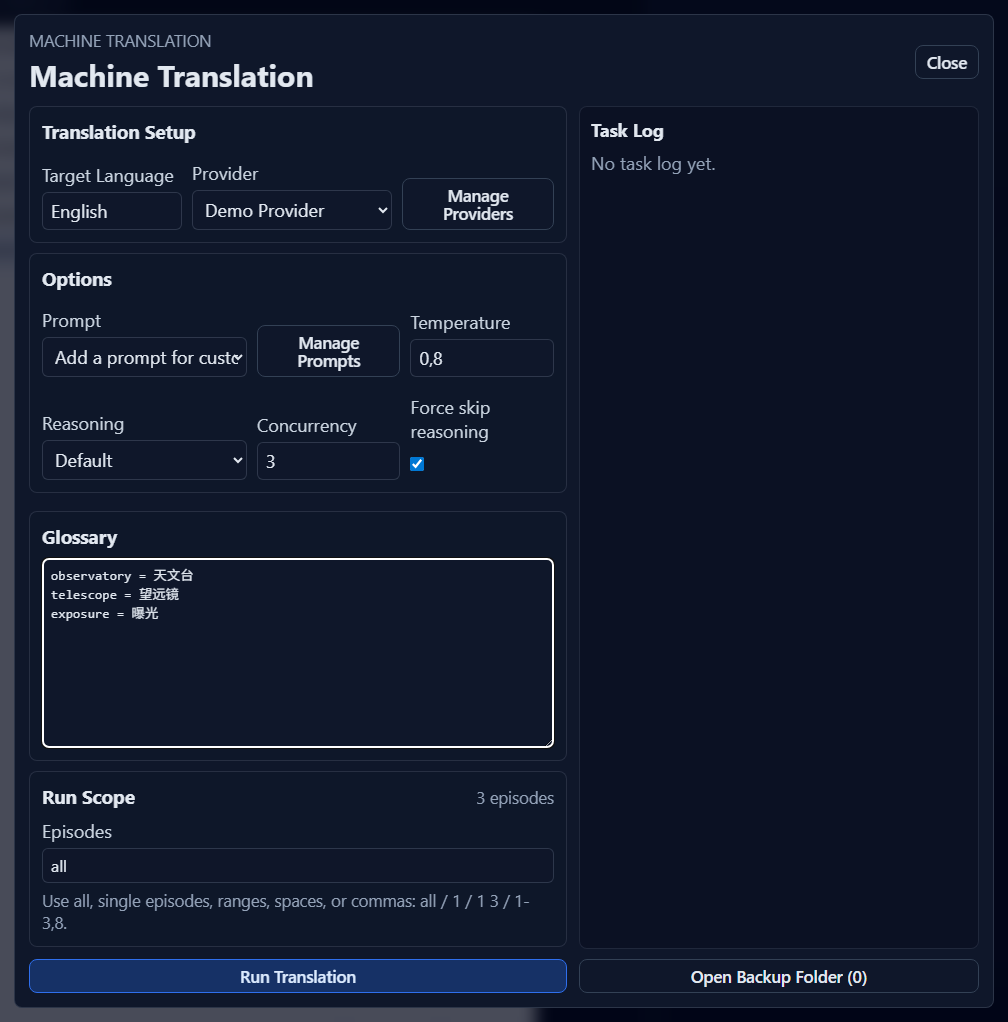 MACHINE TRANSLATION
Machine Translation
Close
Translation Setup
Target Language
Provider
English
Demo Provider
Manage
Providers
Options
Prompt
Add a prompt for custo
Manage
Prompts
Temperature
0,8
Reasoning
Default
Concurrency
3
Force skip
reasoning
Glossary
observatory = 天文台
telescope = 望远镜
exposure = 曝光
Run Scope
3 episodes
Episodes
all
Use all, single episodes, ranges, spaces, or commas: all / 1 / 1 3 / 1-
3,8.
Run Translation
Task Log
No task log yet.
Open Backup Folder (0)